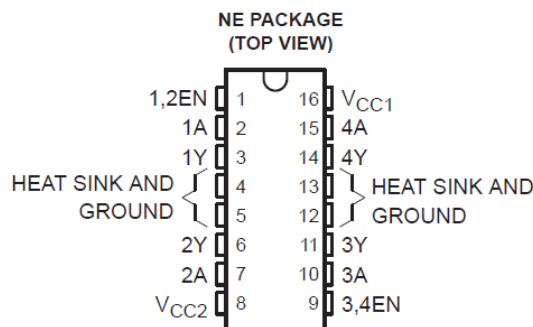 NE PACKAGE
(TOP VIEW)
1,2EN 1 16 VCC1
1A 2 15 4A
1Y 3 14 4Y
HEAT SINK AND 4 13 HEAT SINK AND
GROUND 5 12 GROUND
2Y 6 11 3Y
2A 7 10 3A
VCC2 8 9 3,4EN